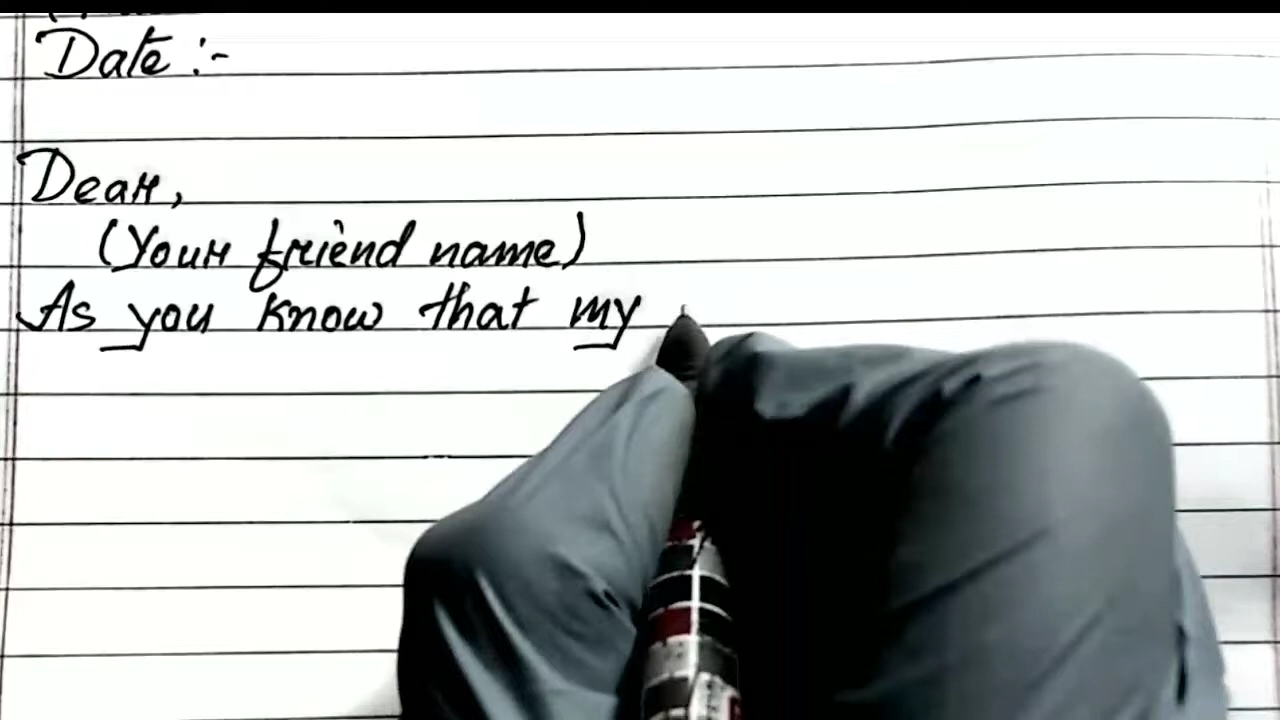 Date :-
Dear,
(Your friend name)
As you know that my